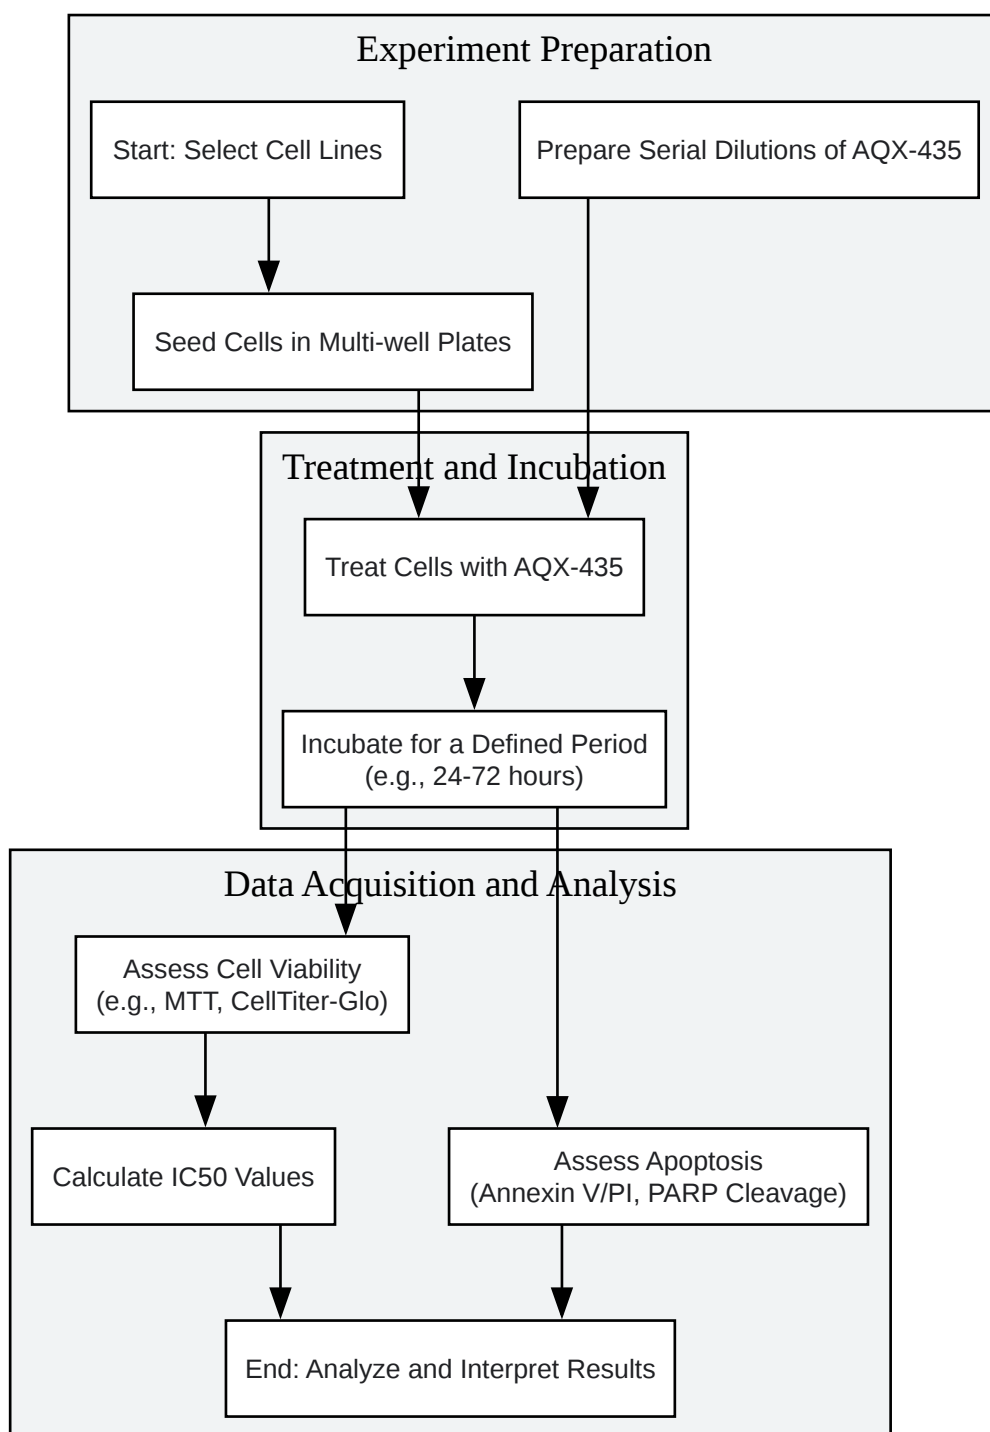 Experiment Preparation
Start: Select Cell Lines
Prepare Serial Dilutions of AQX-435
Seed Cells in Multi-well Plates
Treatment and Incubation
Treat Cells with AQX-435
Incubate for a Defined Period
(e.g., 24-72 hours)
Data Acquisition and Analysis
Assess Cell Viability
(e.g., MTT, CellTiter-Glo)
Calculate IC50 Values
Assess Apoptosis
(Annexin V/PI, PARP Cleavage)
End: Analyze and Interpret Results